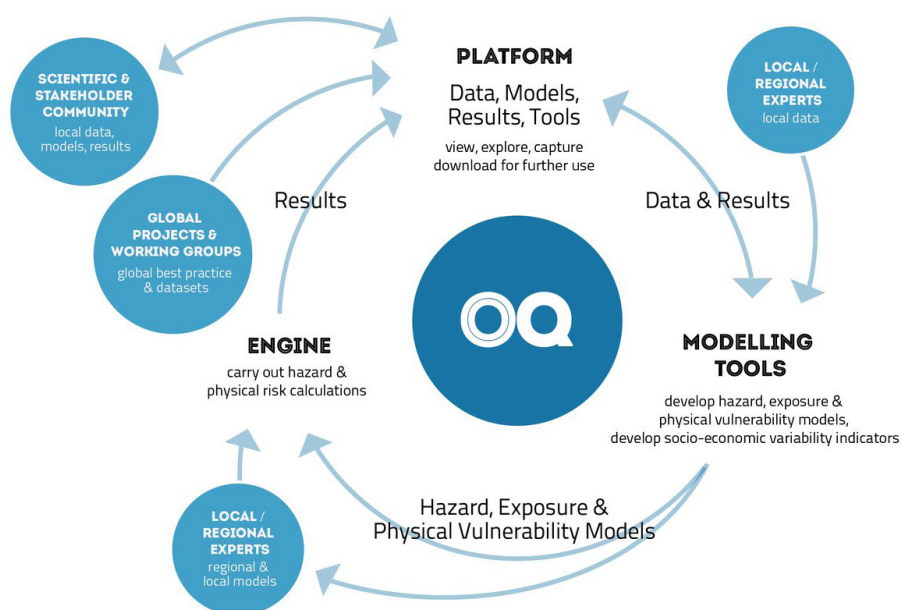 SCIENTIFIC &
STAKEHOLDER
COMMUNITY
local data,
models, results
GLOBAL
PROJECTS &
WORKING GROUPS
global best practice
& datasets
Results
PLATFORM
Data, Models,
Results, Tools
view, explore, capture
download for further use
LOCAL /
REGIONAL
EXPERTS
local data
Data & Results
OQ
ENGINE
carry out hazard &
physical risk calculations
MODELLING
TOOLS
develop hazard, exposure &
physical vulnerability models,
develop socio-economic variability indicators
Hazard, Exposure &
Physical Vulnerability Models
LOCAL /
REGIONAL
EXPERTS
regional &
local models